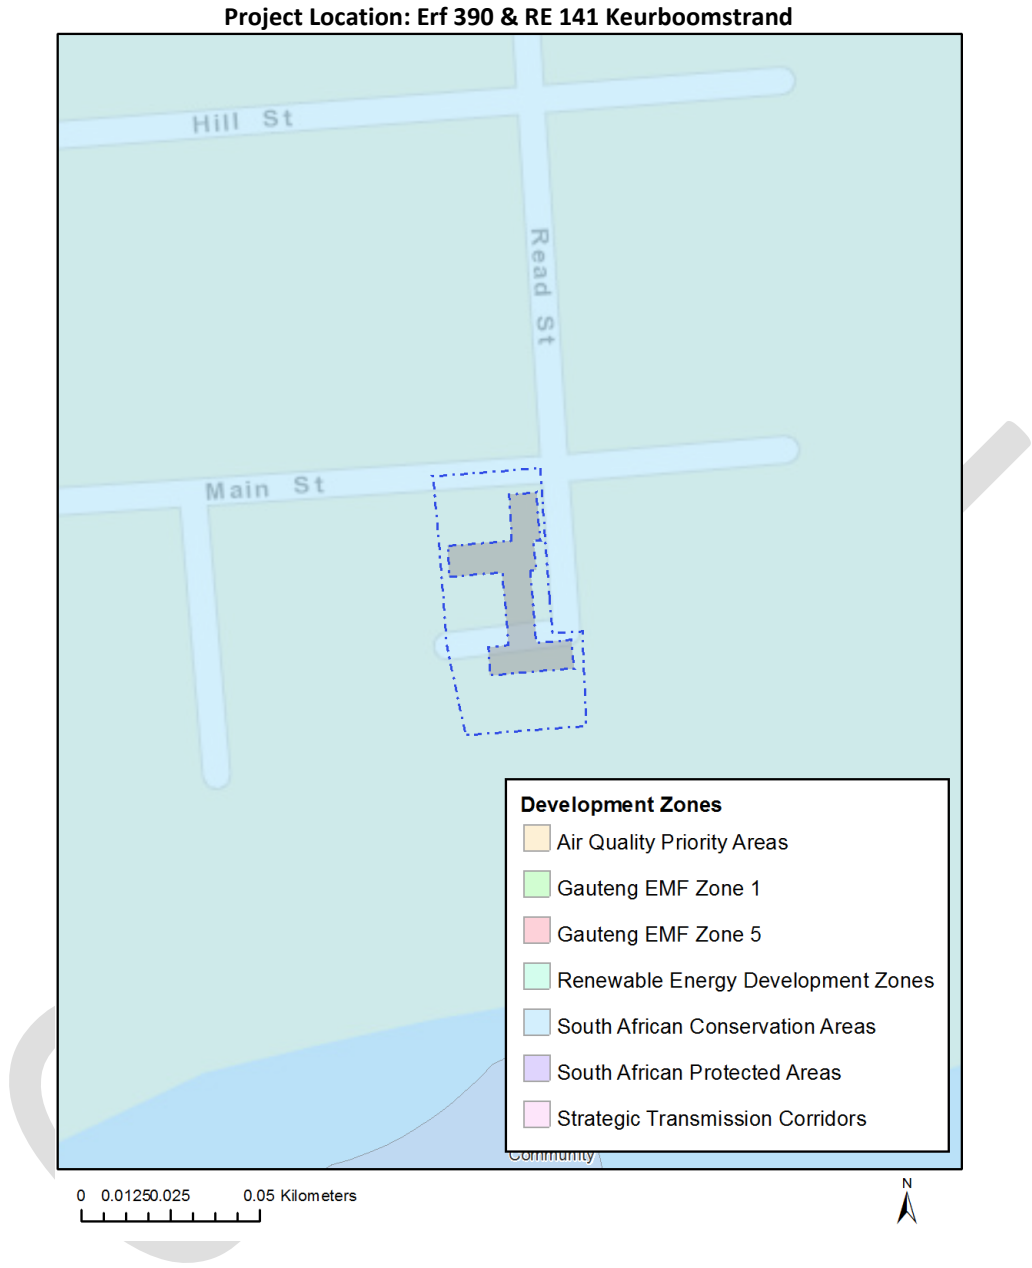 Project Location: Erf 390 & RE 141 Keurboomstrand
Hill St
Read St
Main St
Development Zones
Air Quality Priority Areas
Gauteng EMF Zone 1
Gauteng EMF Zone 5
Renewable Energy Development Zones
South African Conservation Areas
South African Protected Areas
Strategic Transmission Corridors
Community
0 0.01250.025 0.05 Kilometers
N